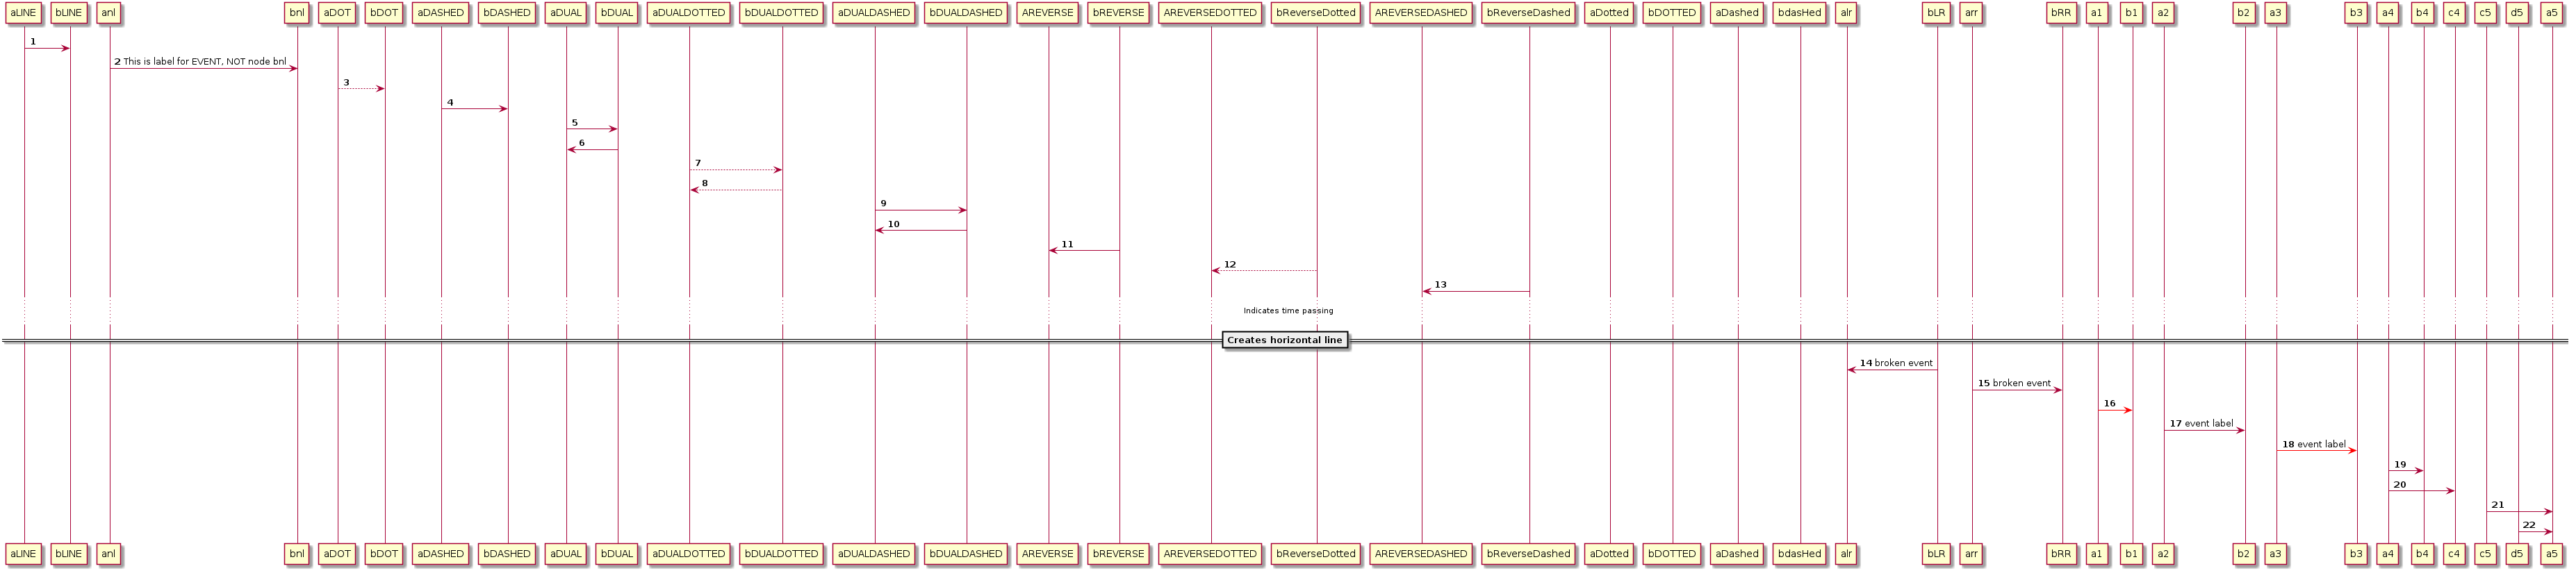 aLINE bLINE anl bnl aDOT bDOT aDASHED bDASHED aDUAL bDUAL aDUALDOTTED bDUALDOTTED aDUALDASHED bDUALDASHED AREVERSE bREVERSE AREVERSEDOTTED bReverseDotted AREVERSEDASHED bReverseDashed aDotted bDOTTED aDashed bdasHed alr bLR arr bRR a1 b1 a2 b2 a3 b3 a4 b4 c4 c5 d5 a5
1
2 This is label for EVENT, NOT node bnl
3
4
5
6
7
8
9
10
11
12
13
Indicates time passing
Creates horizontal line
14 broken event
15 broken event
16
17 event label
18 event label
19
20
21
22
aLINE bLINE anl bnl aDOT bDOT aDASHED bDASHED aDUAL bDUAL aDUALDOTTED bDUALDOTTED aDUALDASHED bDUALDASHED AREVERSE bREVERSE AREVERSEDOTTED bReverseDotted AREVERSEDASHED bReverseDashed aDotted bDOTTED aDashed bdasHed alr bLR arr bRR a1 b1 a2 b2 a3 b3 a4 b4 c4 c5 d5 a5